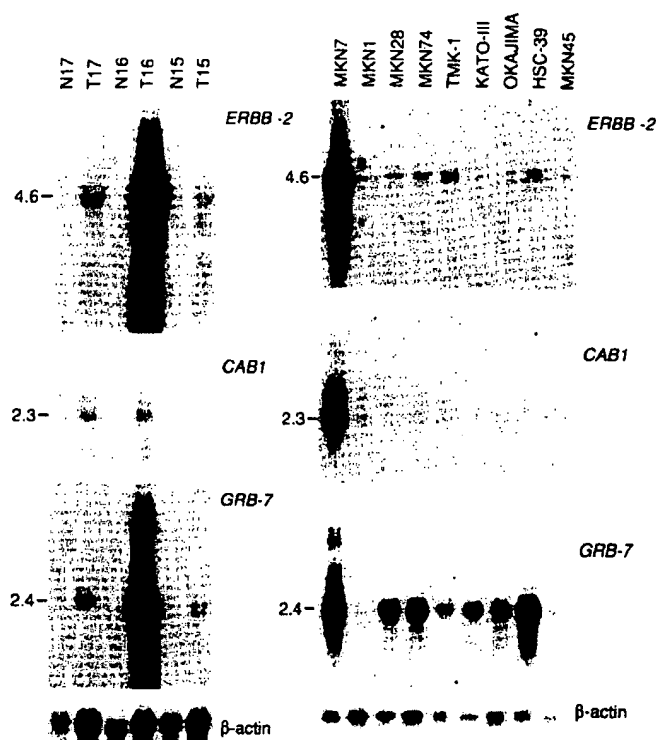 N17 T17 N16 T16 N15 T15
ERBB -2
4.6
CAB1
2.3
GRB-7
2.4
β-actin
MKN7 MKN1 MKN28 MKN74 TMK-1 KATO-III OKAJIMA HSC-39 MKN45
ERBB -2
4.6
CAB1
2.3
GRB-7
2.4
β-actin